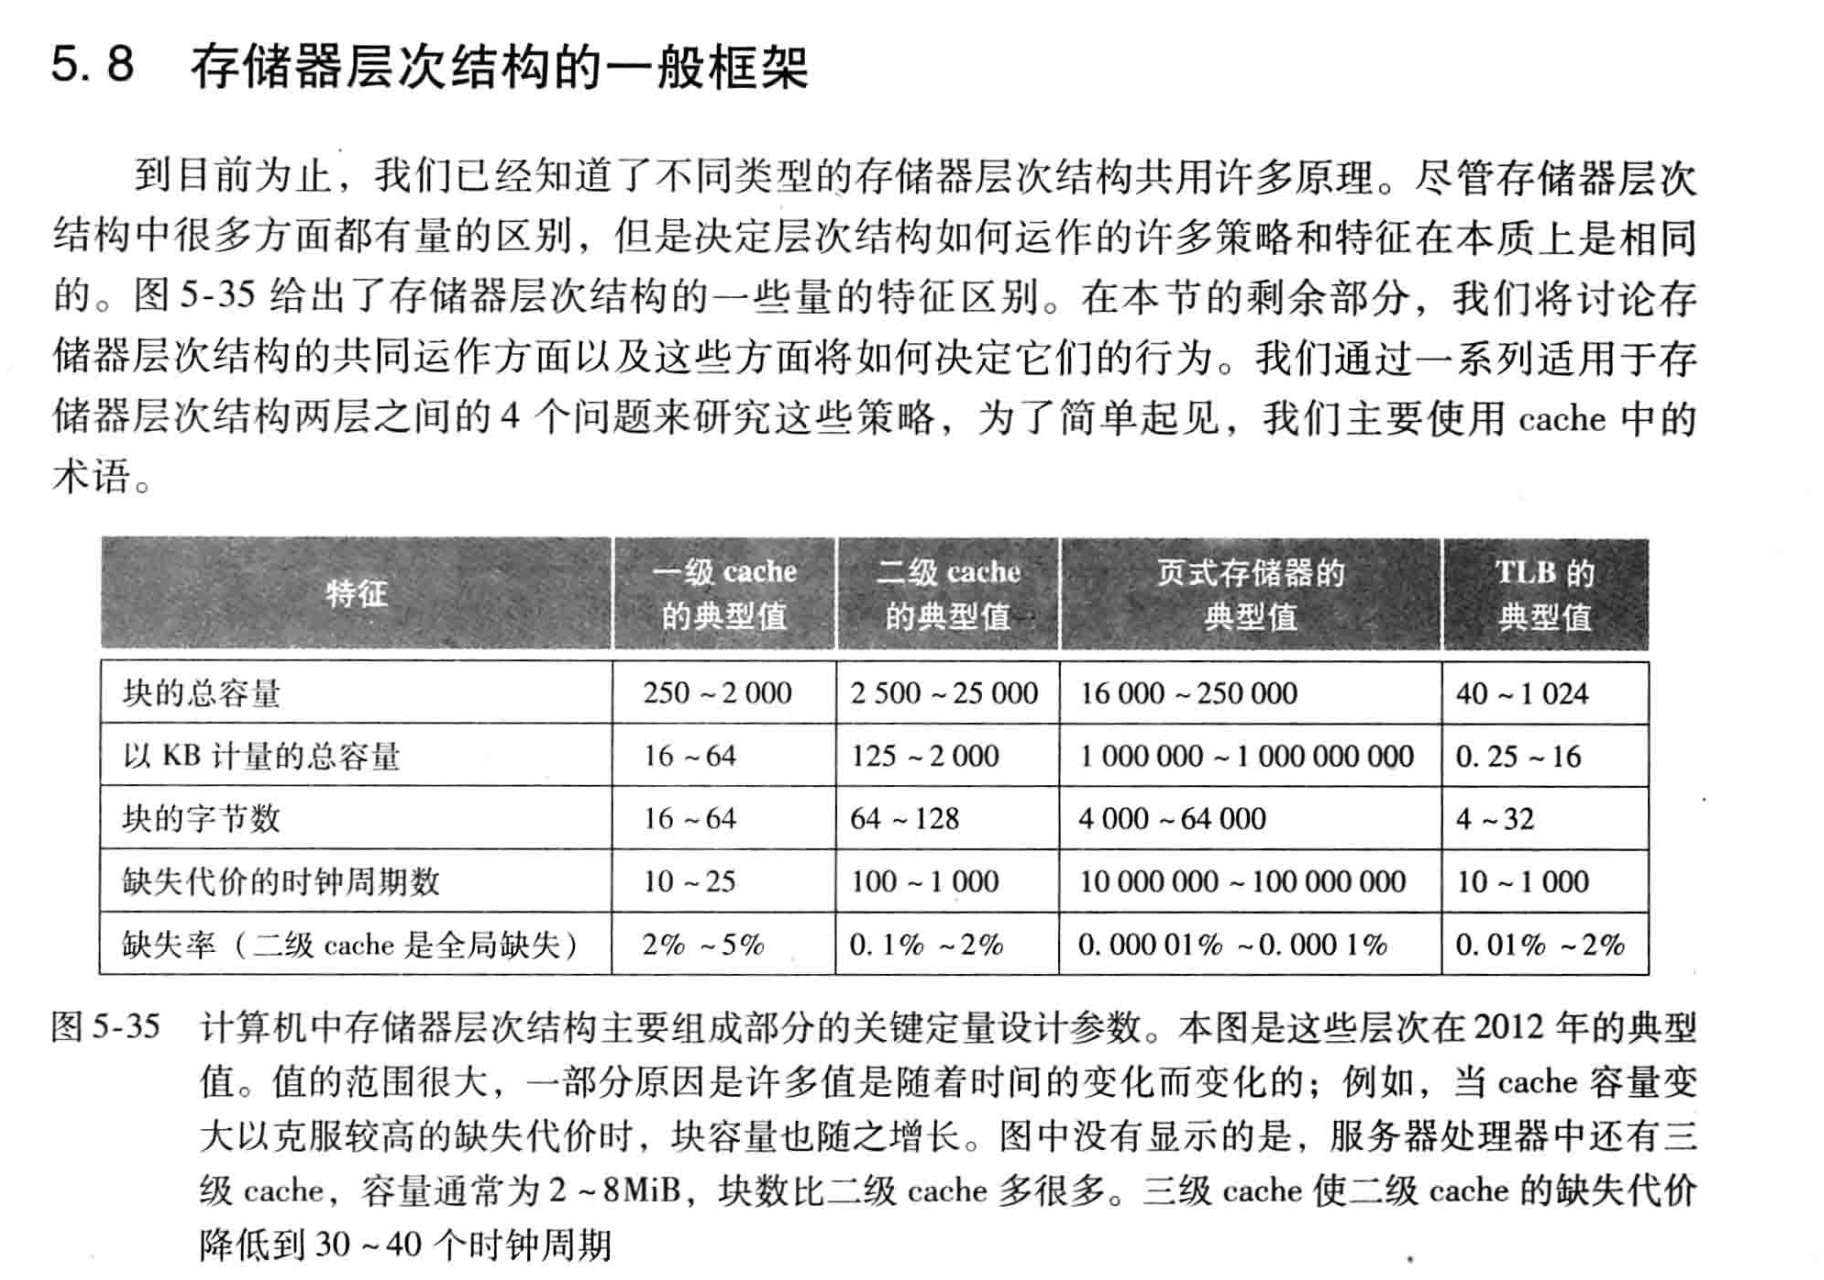 5.8 存储器层次结构的一般框架
到目前为止，我们已经知道了不同类型的存储器层次结构共用许多原理。尽管存储器层次
结构中很多方面都有量的区别，但是决定层次结构如何运作的许多策略和特征在本质上是相同
的。图 5-35 给出了存储器层次结构的一些量的特征区别。在本节的剩余部分，我们将讨论存
储器层次结构的共同运作方面以及这些方面将如何决定它们的行为。我们通过一系列适用于存
储器层次结构两层之间的 4 个问题来研究这些策略，为了简单起见，我们主要使用 cache 中的
术语。
特征 一级 cache 的典型值 二级 cache 的典型值 页式存储器的典型值 TLB 的典型值
块的总容量 250 ~ 2 000 2 500 ~ 25 000 16 000 ~ 250 000 40 ~ 1 024
以 KB 计量的总容量 16 ~ 64 125 ~ 2 000 1 000 000 ~ 1 000 000 000 0.25 ~ 16
块的字节数 16 ~ 64 64 ~ 128 4 000 ~ 64 000 4 ~ 32
缺失代价的时钟周期数 10 ~ 25 100 ~ 1 000 10 000 000 ~ 100 000 000 10 ~ 1 000
缺失率（二级 cache 是全局缺失） 2% ~ 5% 0.1% ~ 2% 0.000 01% ~ 0.000 1% 0.01% ~ 2%
图 5-35 计算机中存储器层次结构主要组成部分的关键定量设计参数。本图是这些层次在 2012 年的典型
值。值的范围很大，一部分原因是许多值是随着时间的变化而变化的；例如，当 cache 容量变
大以克服较高的缺失代价时，块容量也随之增长。图中没有显示的是，服务器处理器中还有三
级 cache，容量通常为 2 ~ 8MiB，块数比二级 cache 多很多。三级 cache 使二级 cache 的缺失代价
降低到 30 ~ 40 个时钟周期